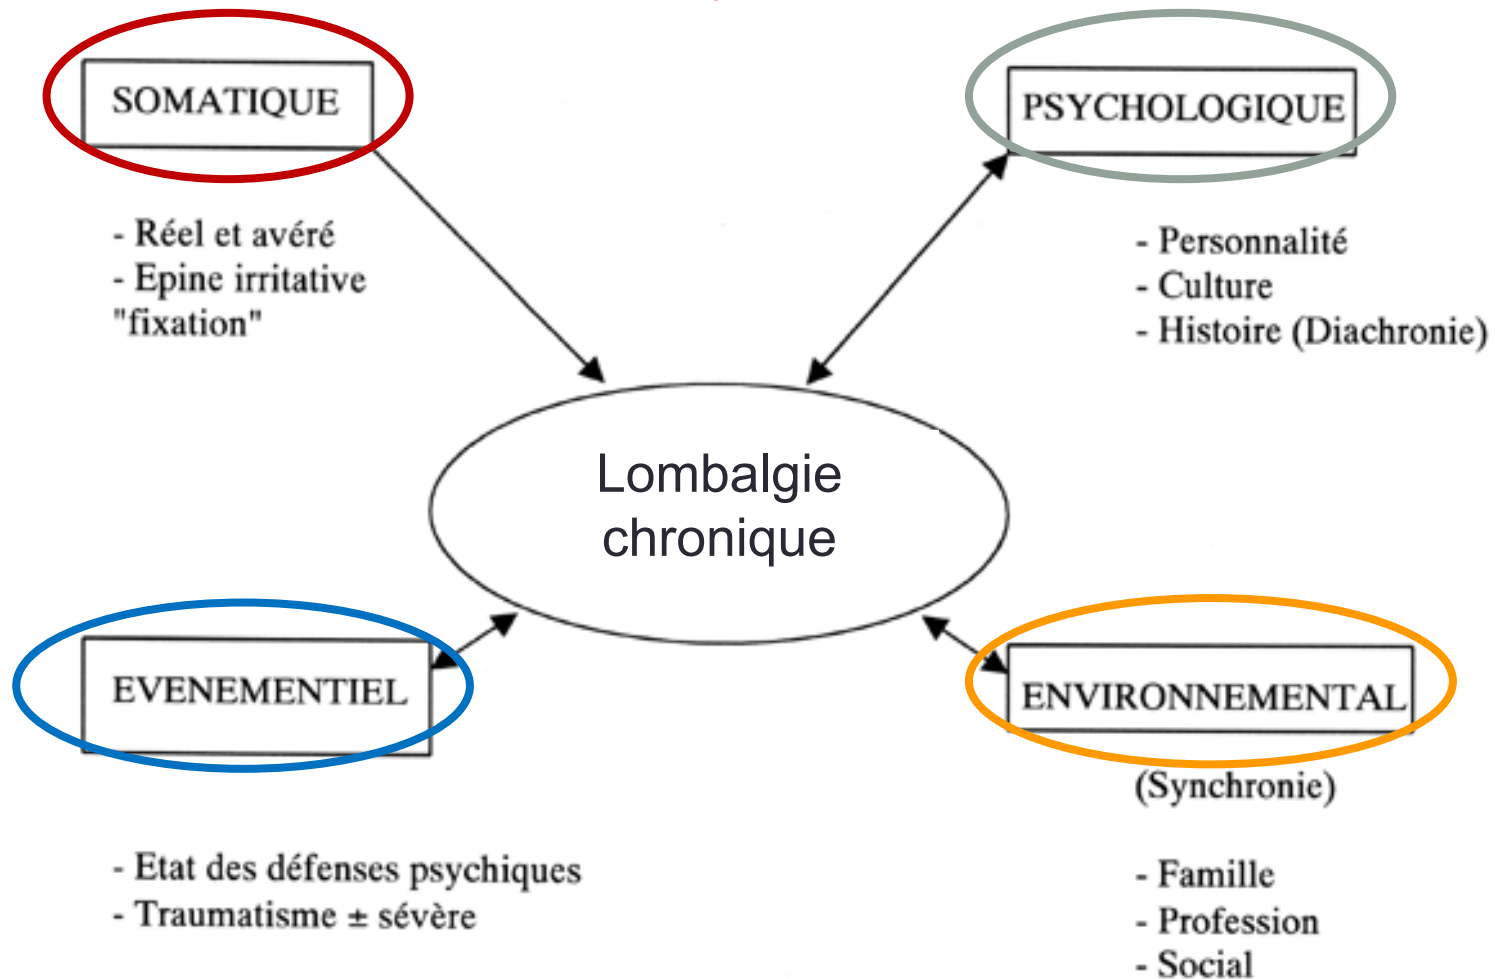 SOMATIQUE
- Réel et avéré
- Epine irritative
"fixation"
PSYCHOLOGIQUE
- Personnalité
- Culture
- Histoire (Diachronie)
Lombalgie
chronique
EVENEMENTIEL
- Etat des défenses psychiques
- Traumatisme ± sévère
ENVIRONNEMENTAL
(Synchronie)
- Famille
- Profession
- Social